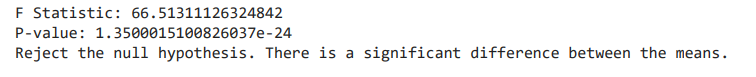 F Statistic: 66.51311126324842
P-value: 1.3500015100826037e-24
Reject the null hypothesis. There is a significant difference between the means.